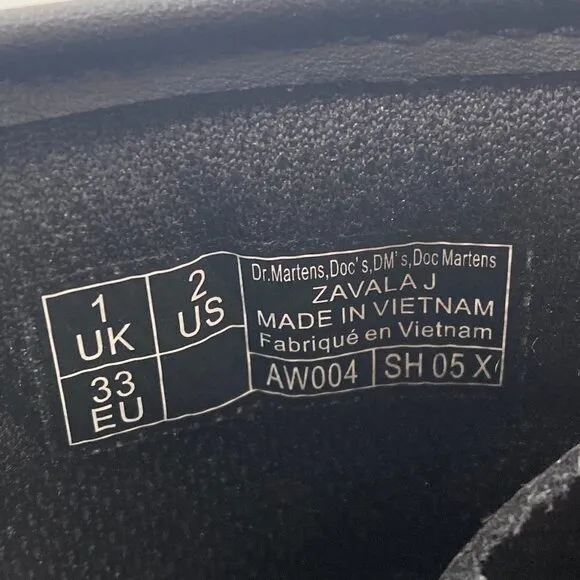 1
UK
2
US
33
EU
Dr.Martens,Doc's,DM's,Doc Martens
ZAVALA J
MADE IN VIETNAM
Fabriqué en Vietnam
AW004
SH 05 X